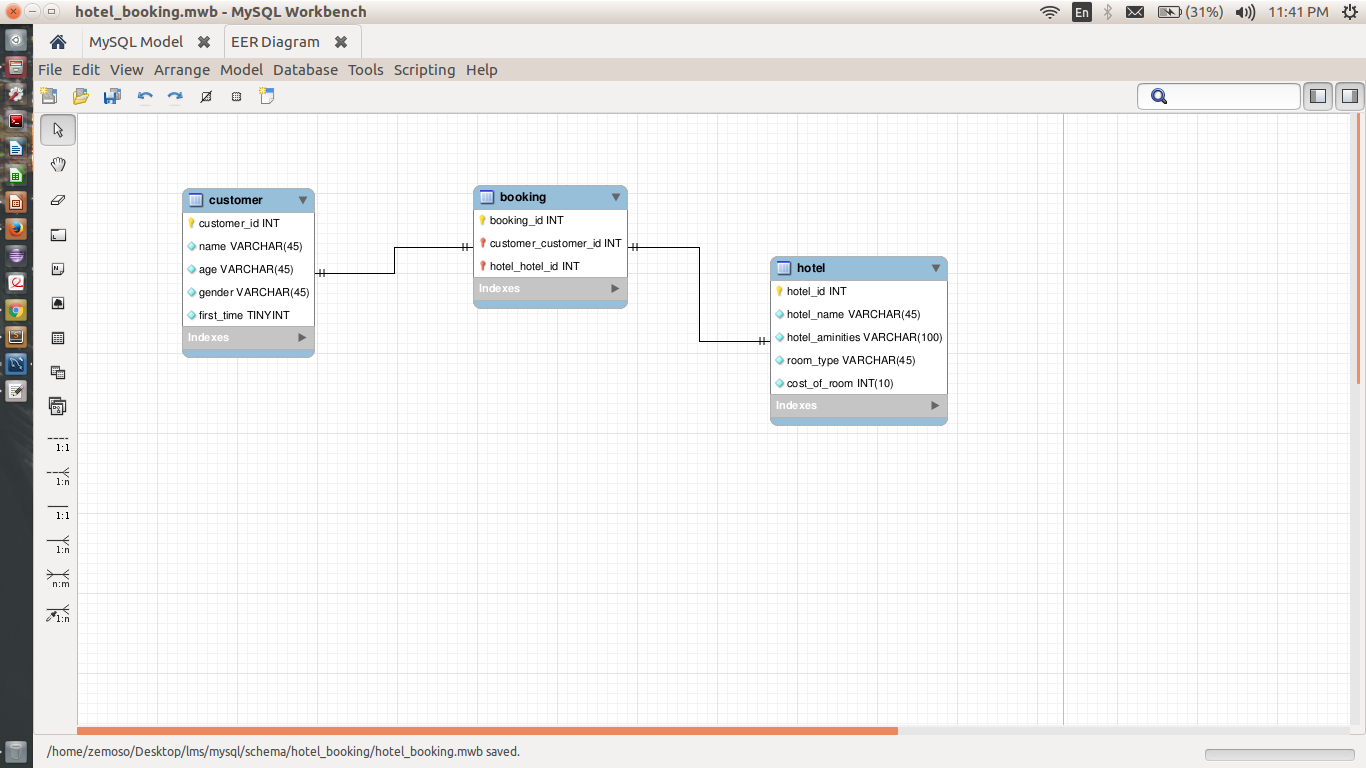 hotel_booking.mwb - MySQL Workbench
En
(31%)
11:41 PM
MySQL Model
EER Diagram
File Edit View Arrange Model Database Tools Scripting Help
customer
customer_id INT
name VARCHAR(45)
age VARCHAR(45)
gender VARCHAR(45)
first_time TINYINT
Indexes
booking
booking_id INT
customer_customer_id INT
hotel_hotel_id INT
Indexes
hotel
hotel_id INT
hotel_name VARCHAR(45)
hotel_aminities VARCHAR(100)
room_type VARCHAR(45)
cost_of_room INT(10)
Indexes
1:1
1:n
1:1
1:n
n:m
1:n
/home/zemoso/Desktop/lms/mysql/schema/hotel_booking/hotel_booking.mwb saved.